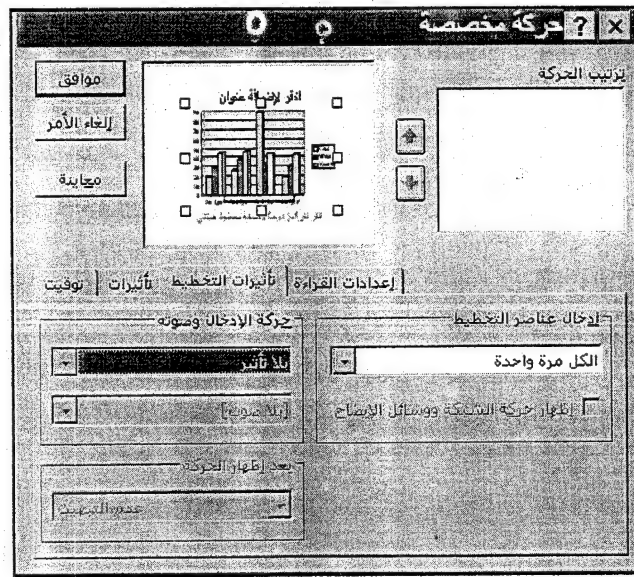 حركة مخصصة
ترتيب الحركة
موافق
إلغاء الأمر
معاينة
انقر لإضافة عنوان
إعدادات القراءة
تأثيرات التخطيط
تأثيرات
توقيت
إدخال عناصر التخطيط
الكل مرة واحدة
إظهار حركة الشبكة ووسائل الإيضاح
حركة الإدخال وصوته
بلا تأثير
[بلا صوت]
بعد إظهار الحركة
عدم التبهيت